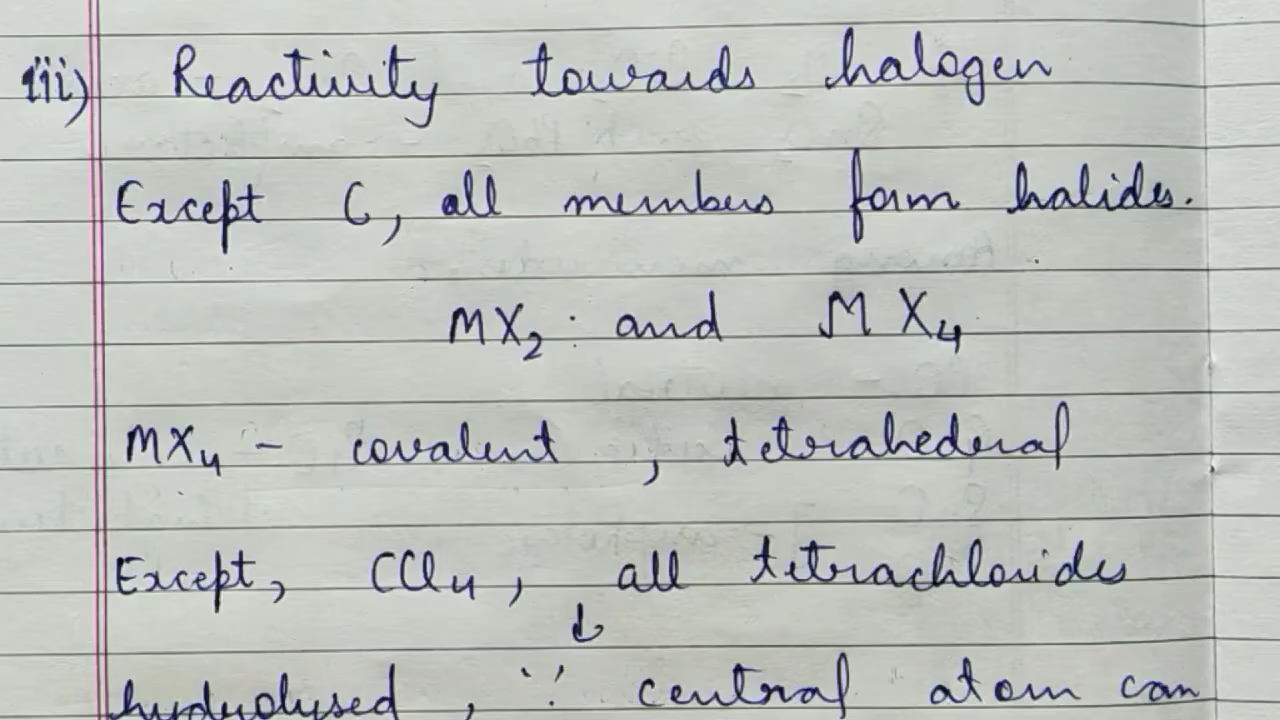 iii) Reactivity towards halogen
Except C, all members form halides.
MX₂ and MX₄
MX₄ - covalent, tetrahederal
Except, CCl₄, all tetrachlorides
↓
hydrolysed, ∵ central atom can